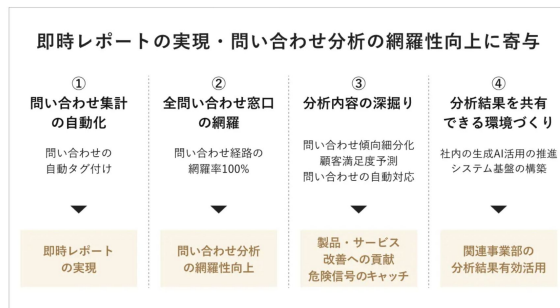 即時レポートの実現・問い合わせ分析の網羅性向上に寄与
①
問い合わせ集計
の自動化
問い合わせの
自動タグ付け
即時レポート
の実現
②
全問い合わせ窓口
の網羅
問い合わせ経路の
網羅率100%
問い合わせ分析
の網羅性向上
③
分析内容の深掘り
問い合わせ傾向細分化
顧客満足度予測
問い合わせの自動対応
製品・サービス
改善への貢献
危険信号のキャッチ
④
分析結果を共有
できる環境づくり
社内の生成AI活用の推進
システム基盤の構築
関連事業部の
分析結果有効活用